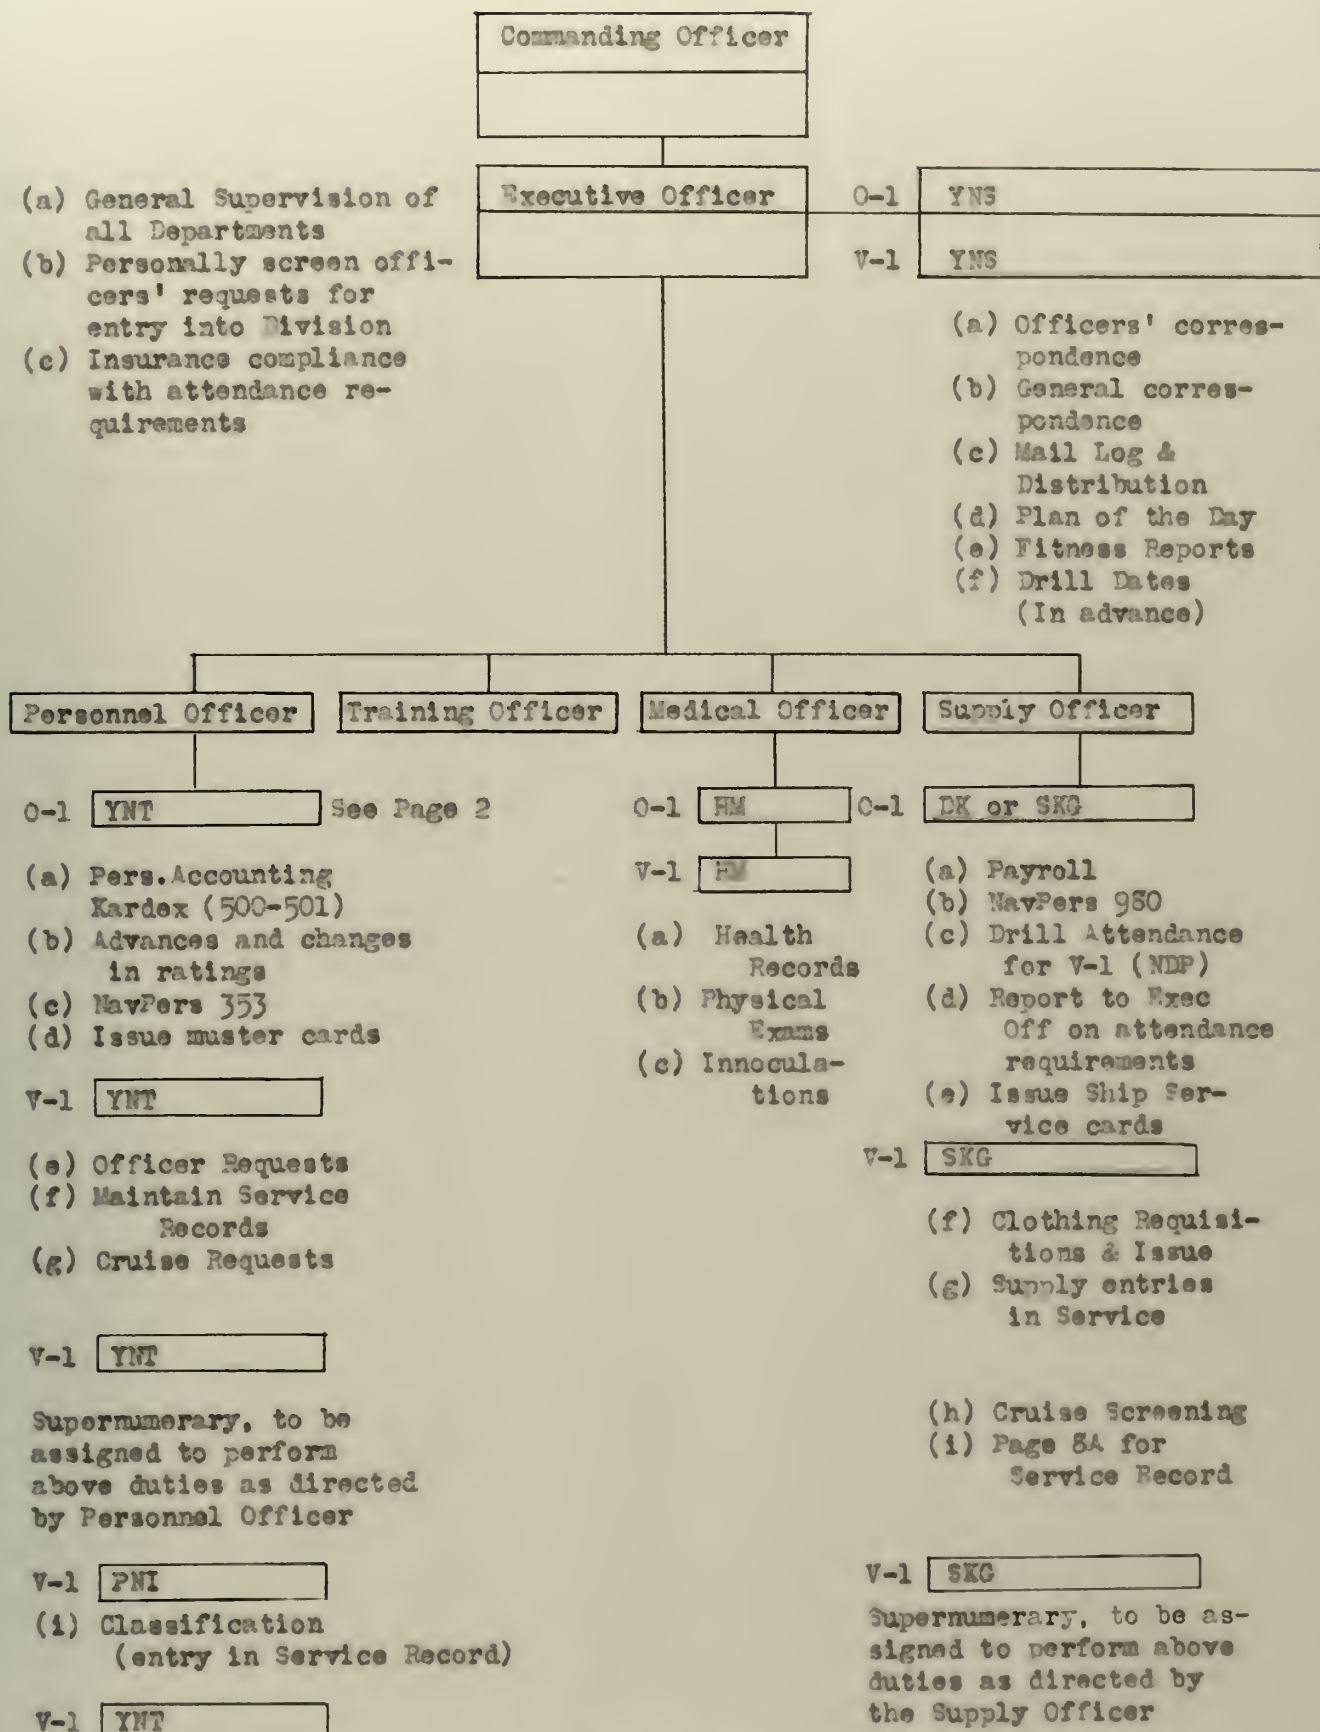 Commanding Officer
Executive Officer
(a) General Supervision of
all Departments
(b) Personally screen offi-
cers' requests for
entry into Division
(c) Insurance compliance
with attendance re-
quirements
O-1 YNS
V-1 YNS
(a) Officers' corres-
pondence
(b) General corres-
pondence
(c) Mail Log &
Distribution
(d) Plan of the Day
(e) Fitness Reports
(f) Drill Dates
(In advance)
Personnel Officer
Training Officer
Medical Officer
Supply Officer
O-1 YNT
(a) Pers.Accounting
Kardex (500-501)
(b) Advances and changes
in ratings
(c) NavPers 353
(d) Issue muster cards
V-1 YNT
(e) Officer Requests
(f) Maintain Service
Records
(g) Cruise Requests
V-1 YNT
Supernumerary, to be
assigned to perform
above duties as directed
by Personnel Officer
V-1 PNI
(i) Classification
(entry in Service Record)
V-1 YNT
See Page 2
O-1 HM
V-1 HM
(a) Health
Records
(b) Physical
Exams
(c) Innocula-
tions
O-1 DK or SKG
(a) Payroll
(b) NavPers 980
(c) Drill Attendance
for V-1 (NDP)
(d) Report to Exec
Off on attendance
requirements
(e) Issue Ship Ser-
vice cards
V-1 SKG
(f) Clothing Requisi-
tions & Issue
(g) Supply entries
in Service
(h) Cruise Screening
(i) Page 8A for
Service Record
V-1 SKG
Supernumerary, to be as-
signed to perform above
duties as directed by
the Supply Officer